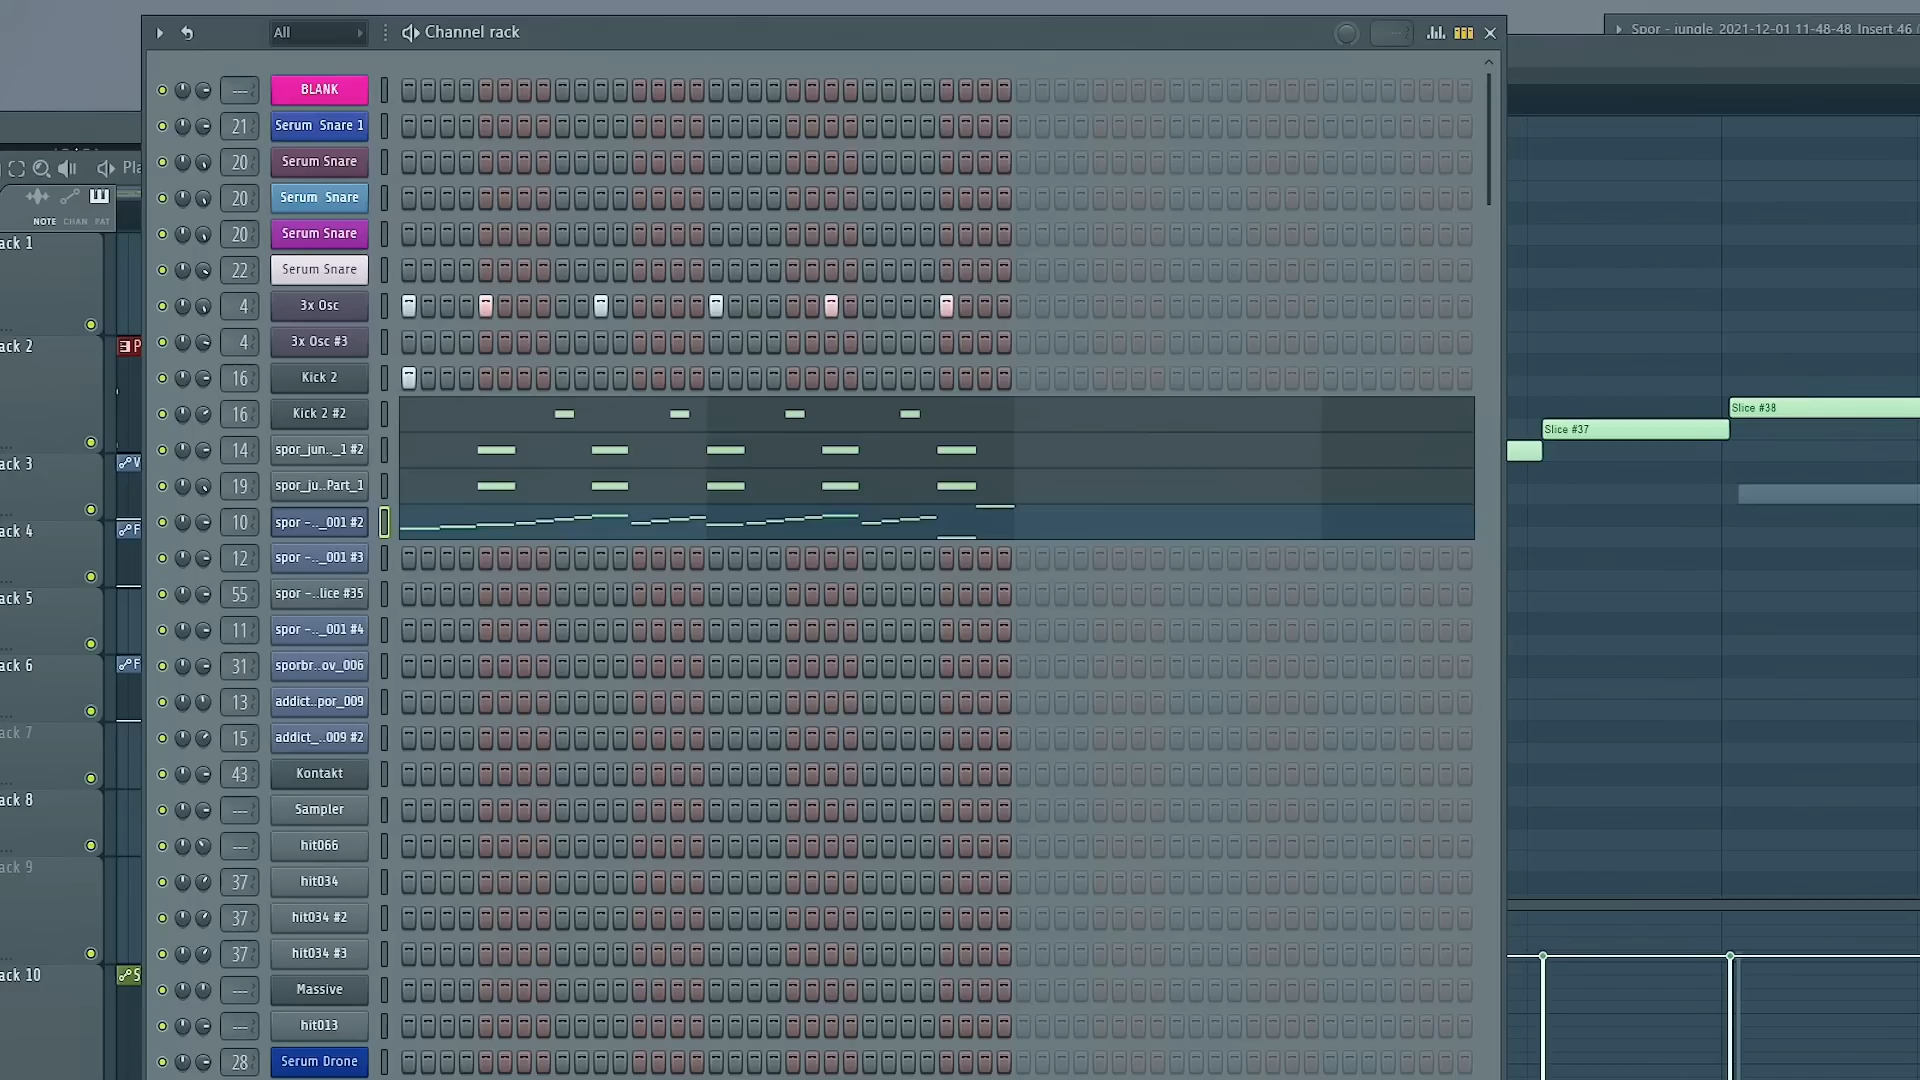 All
Channel rack
Spor - jungle 2021-12-01 11-48-48 Insert 46
BLANK
21 Serum Snare 1
20 Serum Snare
20 Serum Snare
20 Serum Snare
22 Serum Snare
4 3x Osc
4 3x Osc #3
16 Kick 2
16 Kick 2 #2
14 spor_jun.._1 #2
19 spor_ju..Part_1
10 spor -.._001 #2
12 spor -.._001 #3
55 spor -..lice #35
11 spor -.._001 #4
31 sporbr..ov_006
13 addict..por_009
15 addict_..009 #2
43 Kontakt
Sampler
hit066
37 hit034
37 hit034 #2
37 hit034 #3
Massive
hit013
28 Serum Drone
Pla
NOTE CHAN PAT
ack 1
ack 2
P
ack 3
V
ack 4
F
ack 5
ack 6
F
ack 7
ack 8
ack 9
ack 10
S
Slice #38
Slice #37